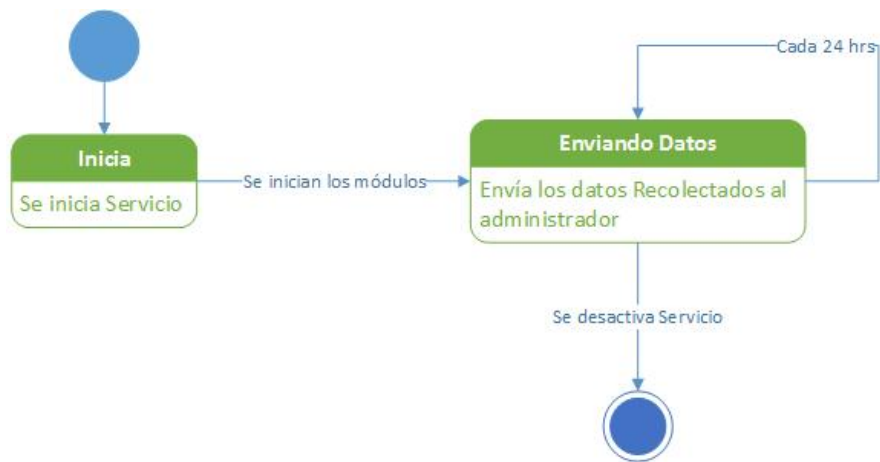 Cada 24 hrs
Inicia
Se inicia Servicio
Se inician los módulos
Enviando Datos
Envía los datos Recolectados al
administrador
Se desactiva Servicio